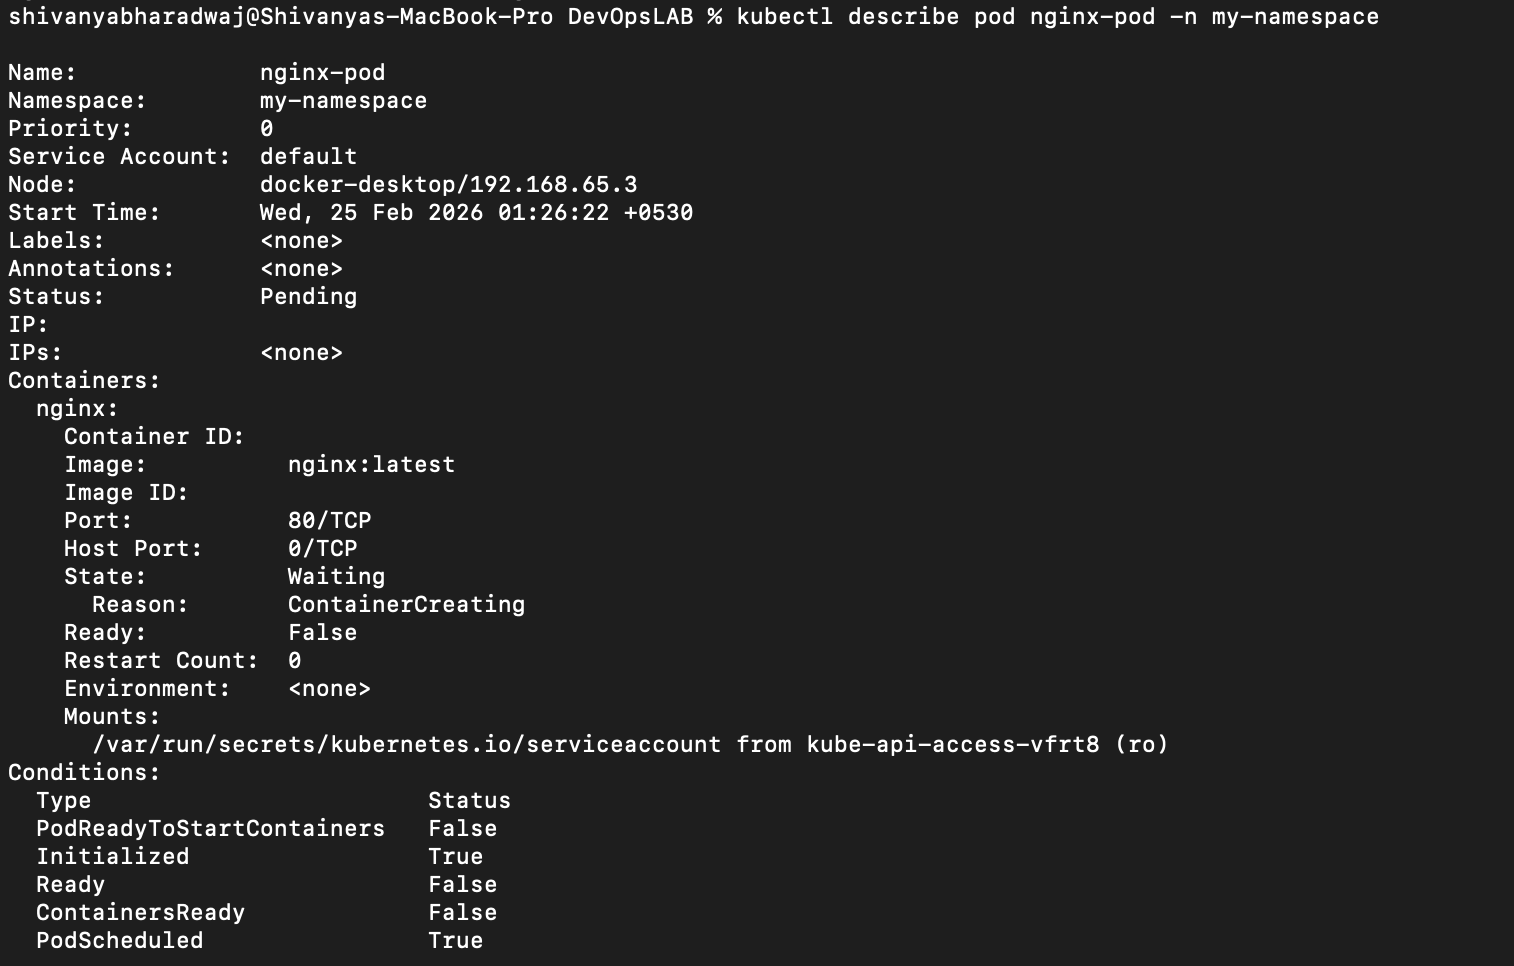 shivanyabharadwaj@Shivanyas-MacBook-Pro DevOpsLAB % kubectl describe pod nginx-pod -n my-namespace
Name: nginx-pod
Namespace: my-namespace
Priority: 0
Service Account: default
Node: docker-desktop/192.168.65.3
Start Time: Wed, 25 Feb 2026 01:26:22 +0530
Labels: <none>
Annotations: <none>
Status: Pending
IP:
IPs: <none>
Containers:
  nginx:
    Container ID:
    Image: nginx:latest
    Image ID:
    Port: 80/TCP
    Host Port: 0/TCP
    State: Waiting
      Reason: ContainerCreating
    Ready: False
    Restart Count: 0
    Environment: <none>
    Mounts:
      /var/run/secrets/kubernetes.io/serviceaccount from kube-api-access-vfrt8 (ro)
Conditions:
  Type Status
  PodReadyToStartContainers False
  Initialized True
  Ready False
  ContainersReady False
  PodScheduled True